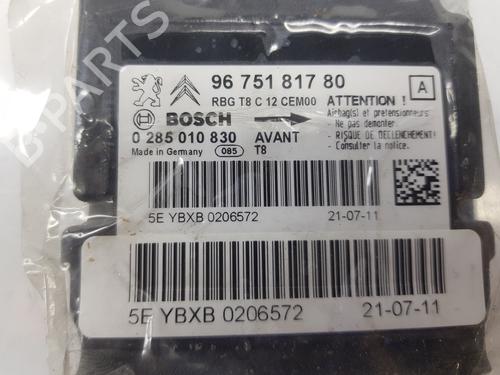 96 751 817 80 A
RBG T8 C 12 CEM00
ATTENTION !
Airbag(s) et pretensionneurs
- Ne pas demonter.
- RISQUE DE DECLENCHEMENT!
- Consulter la notice.
BOSCH
0 285 010 830 AVANT
Made in Germany 085 T8
5E YBXB 0206572 21-07-11
5E YBXB 0206572 21-07-11
B-PARTS